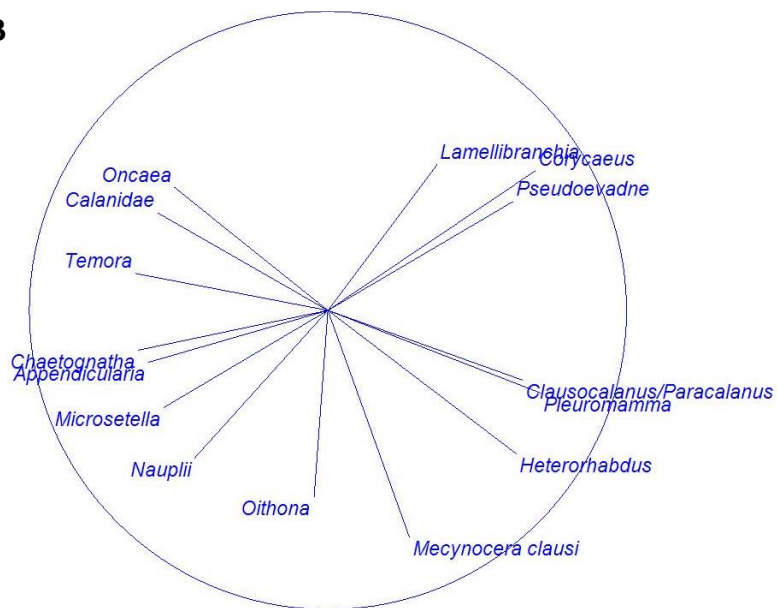 B
Lamellibranchia
Corycaeus
Oncaea
Pseudoevadne
Calanidae
Temora
Chaetognatha
Appendicularia
Clausocalanus/Paracalanus
Pleuromamma
Microsetella
Nauplii
Heterorhabdus
Oithona
Mecynocera clausi